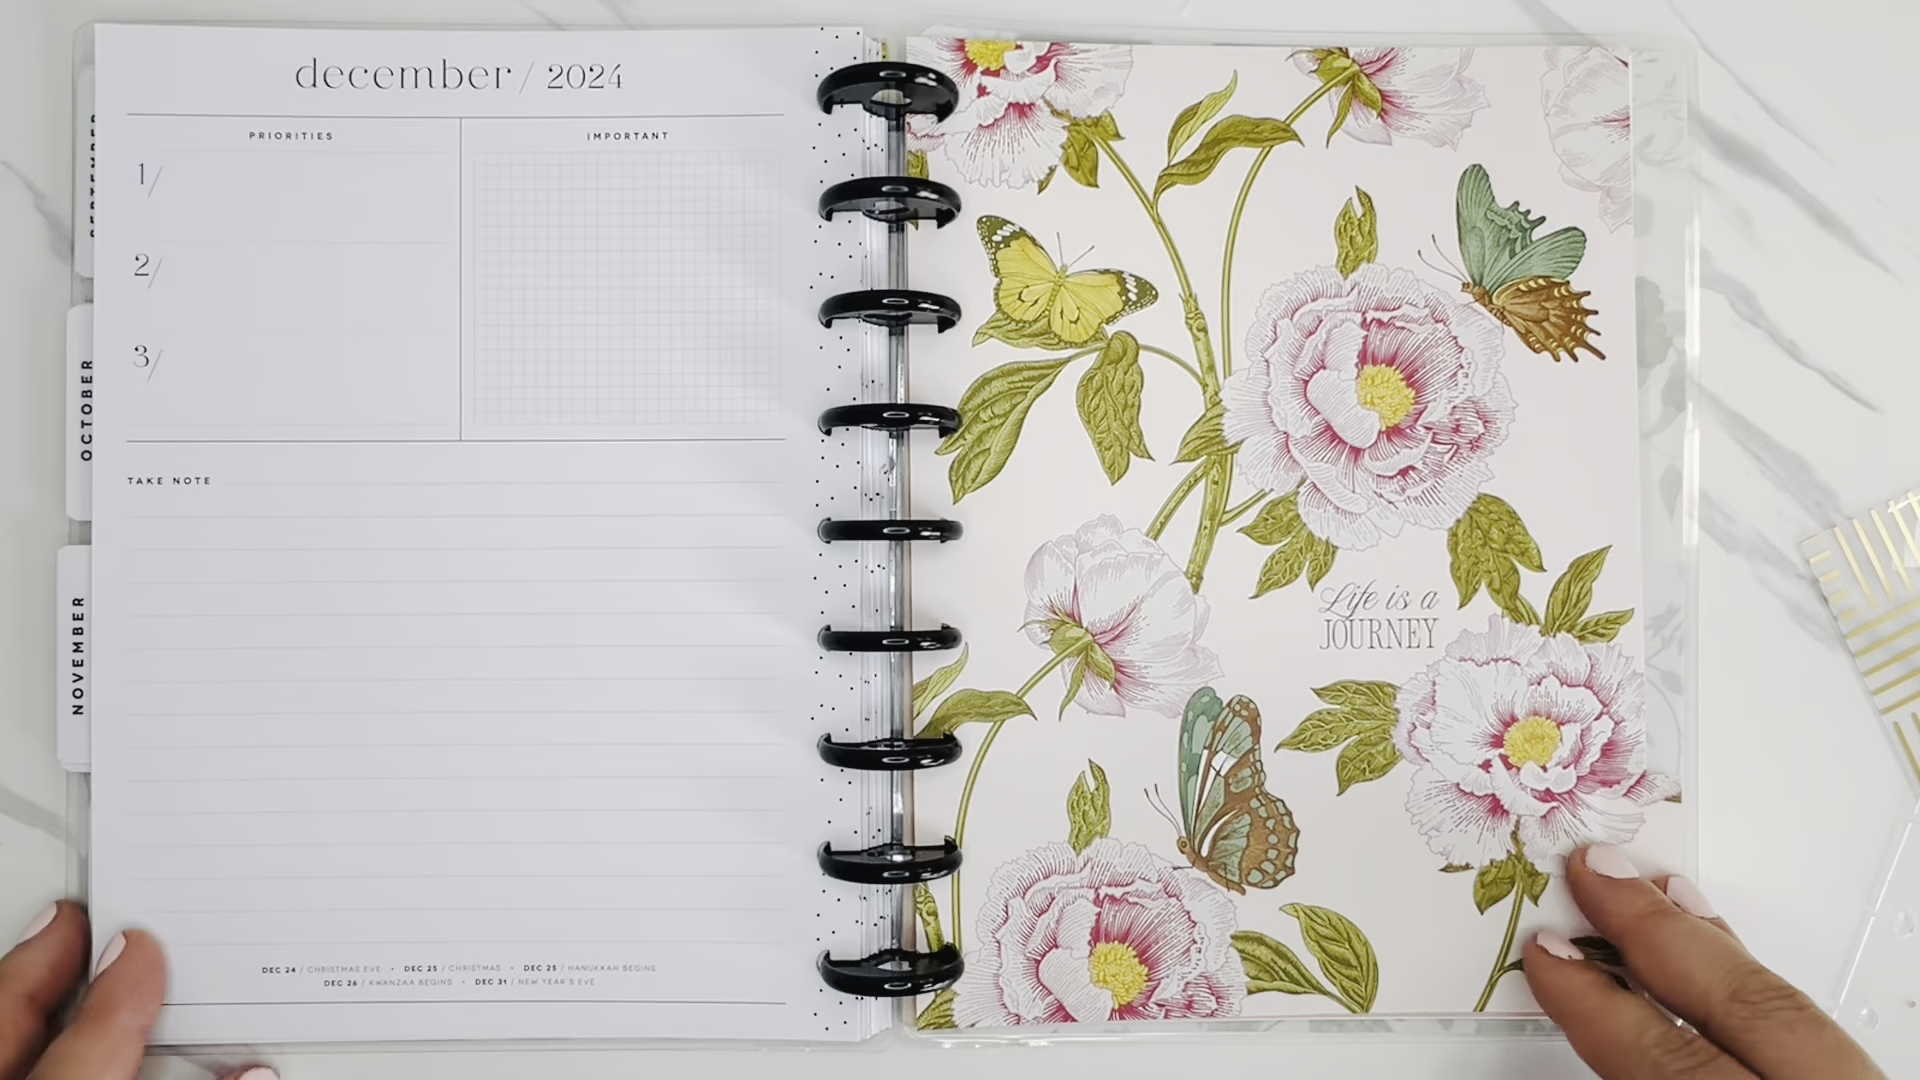 december / 2024
PRIORITIES
IMPORTANT
1/
2/
3/
TAKE NOTE
DEC 24 / CHRISTMAS EVE • DEC 25 / CHRISTMAS • DEC 25 / HANUKKAH BEGINS
DEC 26 / KWANZAA BEGINS • DEC 31 / NEW YEAR'S EVE
SEPTEMBER
OCTOBER
NOVEMBER
Life is a
JOURNEY